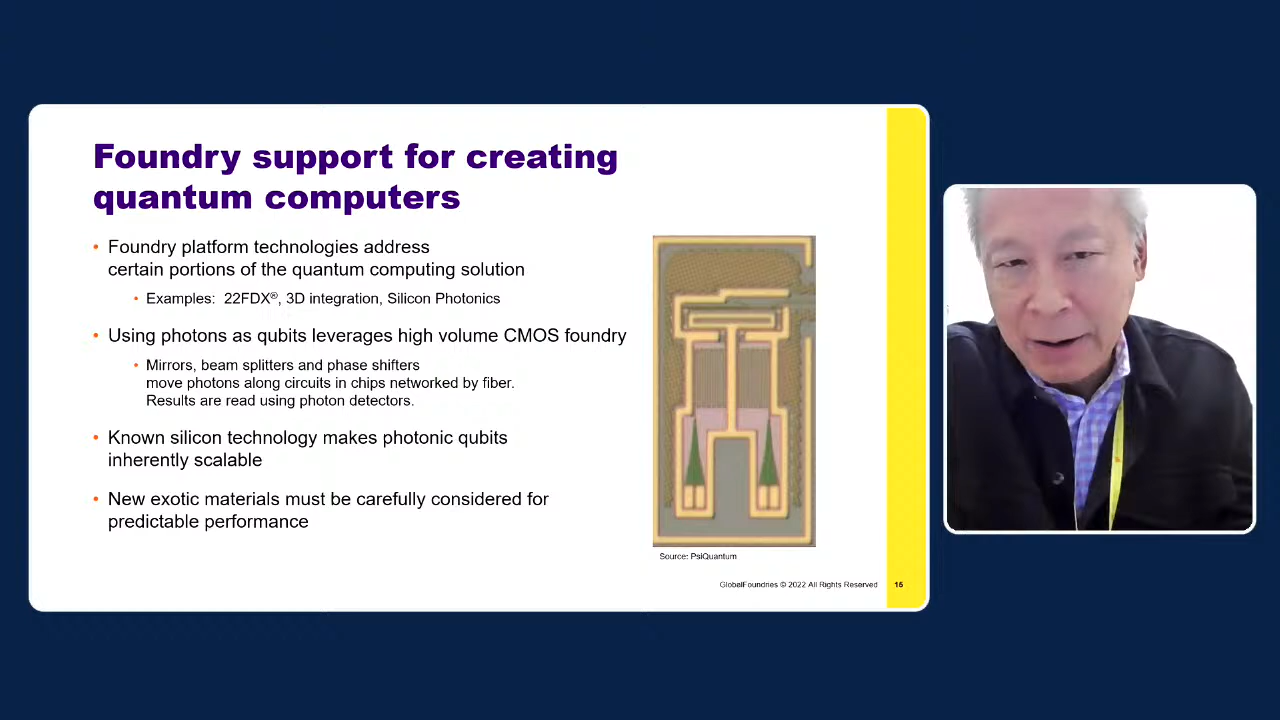 Foundry support for creating
quantum computers
• Foundry platform technologies address
certain portions of the quantum computing solution
• Examples: 22FDX®, 3D integration, Silicon Photonics
• Using photons as qubits leverages high volume CMOS foundry
• Mirrors, beam splitters and phase shifters
move photons along circuits in chips networked by fiber.
Results are read using photon detectors.
• Known silicon technology makes photonic qubits
inherently scalable
• New exotic materials must be carefully considered for
predictable performance
Source: PsiQuantum
GlobalFoundries © 2022 All Rights Reserved 15